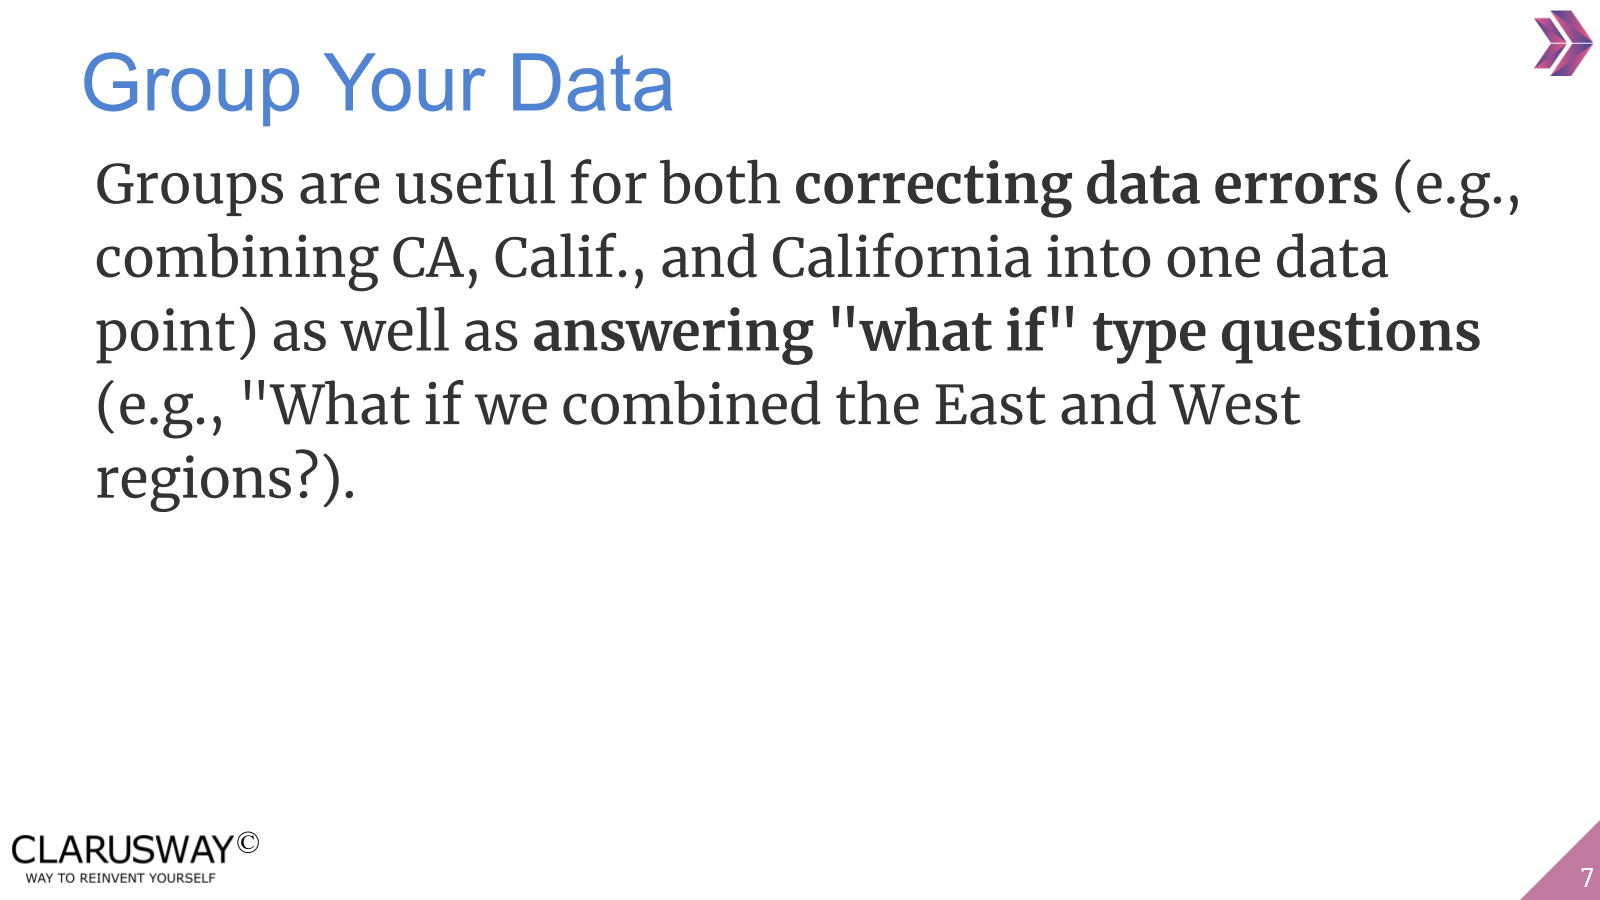 Group Your Data
Groups are useful for both correcting data errors (e.g.,
combining CA, Calif., and California into one data
point) as well as answering "what if" type questions
(e.g., "What if we combined the East and West
regions?).
CLARUSWAY©
WAY TO REINVENT YOURSELF
7